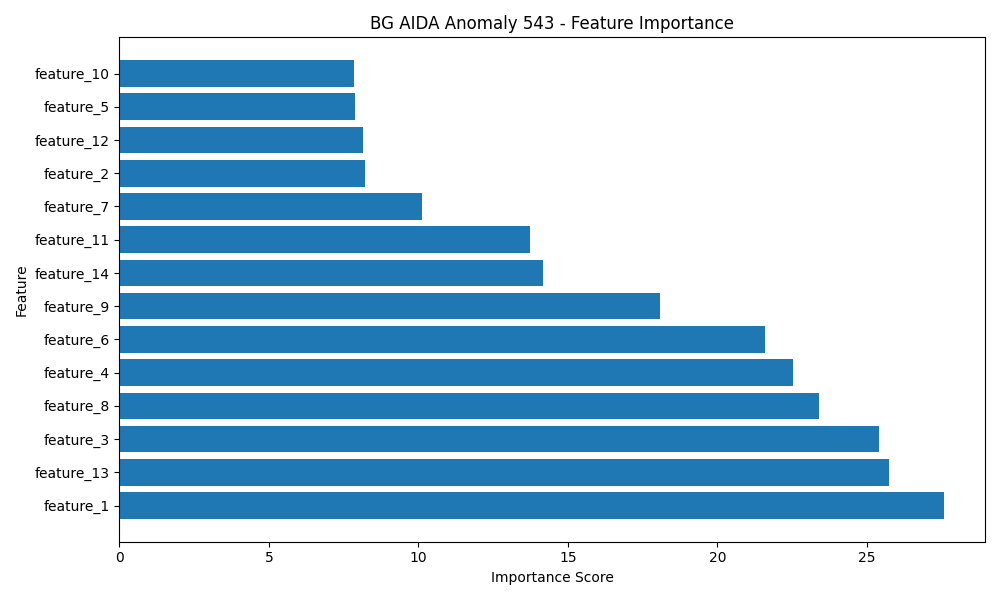 BG AIDA Anomaly 543 - Feature Importance
Feature
feature_10
feature_5
feature_12
feature_2
feature_7
feature_11
feature_14
feature_9
feature_6
feature_4
feature_8
feature_3
feature_13
feature_1
0 5 10 15 20 25
Importance Score